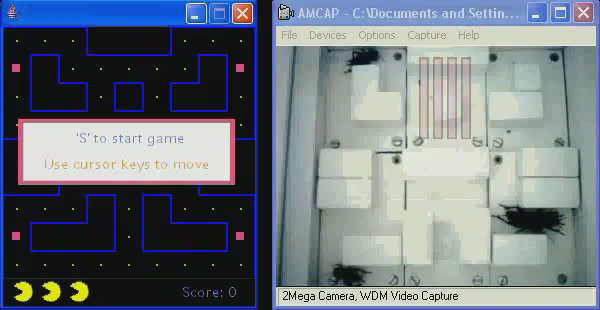 'S' to start game
Use cursor keys to move
Score: 0
AMCAP - C:\Documents and Settin...
File Devices Options Capture Help
2Mega Camera, WDM Video Capture